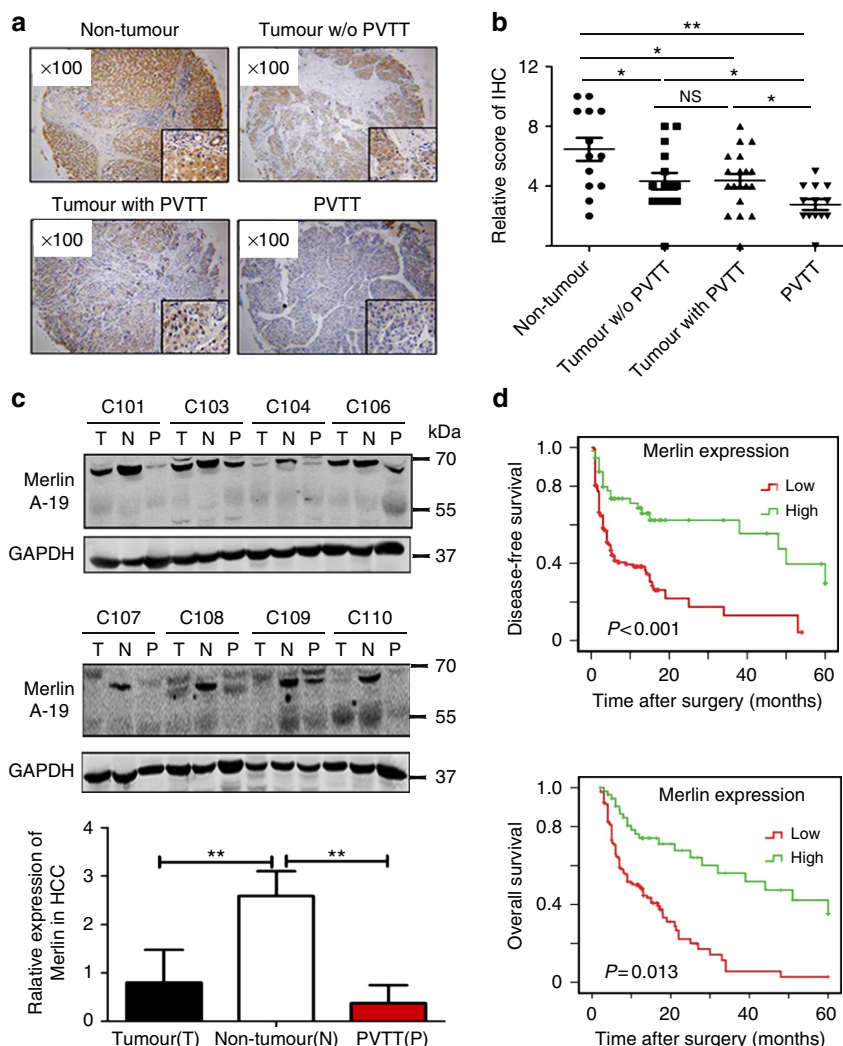 a
Non-tumour
Tumour w/o PVTT
×100
×100
Tumour with PVTT
PVTT
×100
×100
b
**
*
*
*
NS
*
12
8
4
Relative score of IHC
Non-tumour
Tumour w/o PVTT
Tumour with PVTT
PVTT
c
C101 C103 C104 C106
T N P T N P T N P T N P
kDa
Merlin
A-19
70
55
GAPDH
37
C107 C108 C109 C110
T N P T N P T N P T N P
Merlin
A-19
70
55
GAPDH
37
Ralative expression of
Merlin in HCC
4
3
2
1
0
** **
Tumour(T) Non-tumour(N) PVTT(P)
d
Merlin expression
Low
High
Disease-free survival
1.0
0.8
0.4
0
P<0.001
0 20 40 60
Time after surgery (months)
Merlin expression
Low
High
Overall survival
1.0
0.8
0.4
0
P=0.013
0 20 40 60
Time after surgery (months)